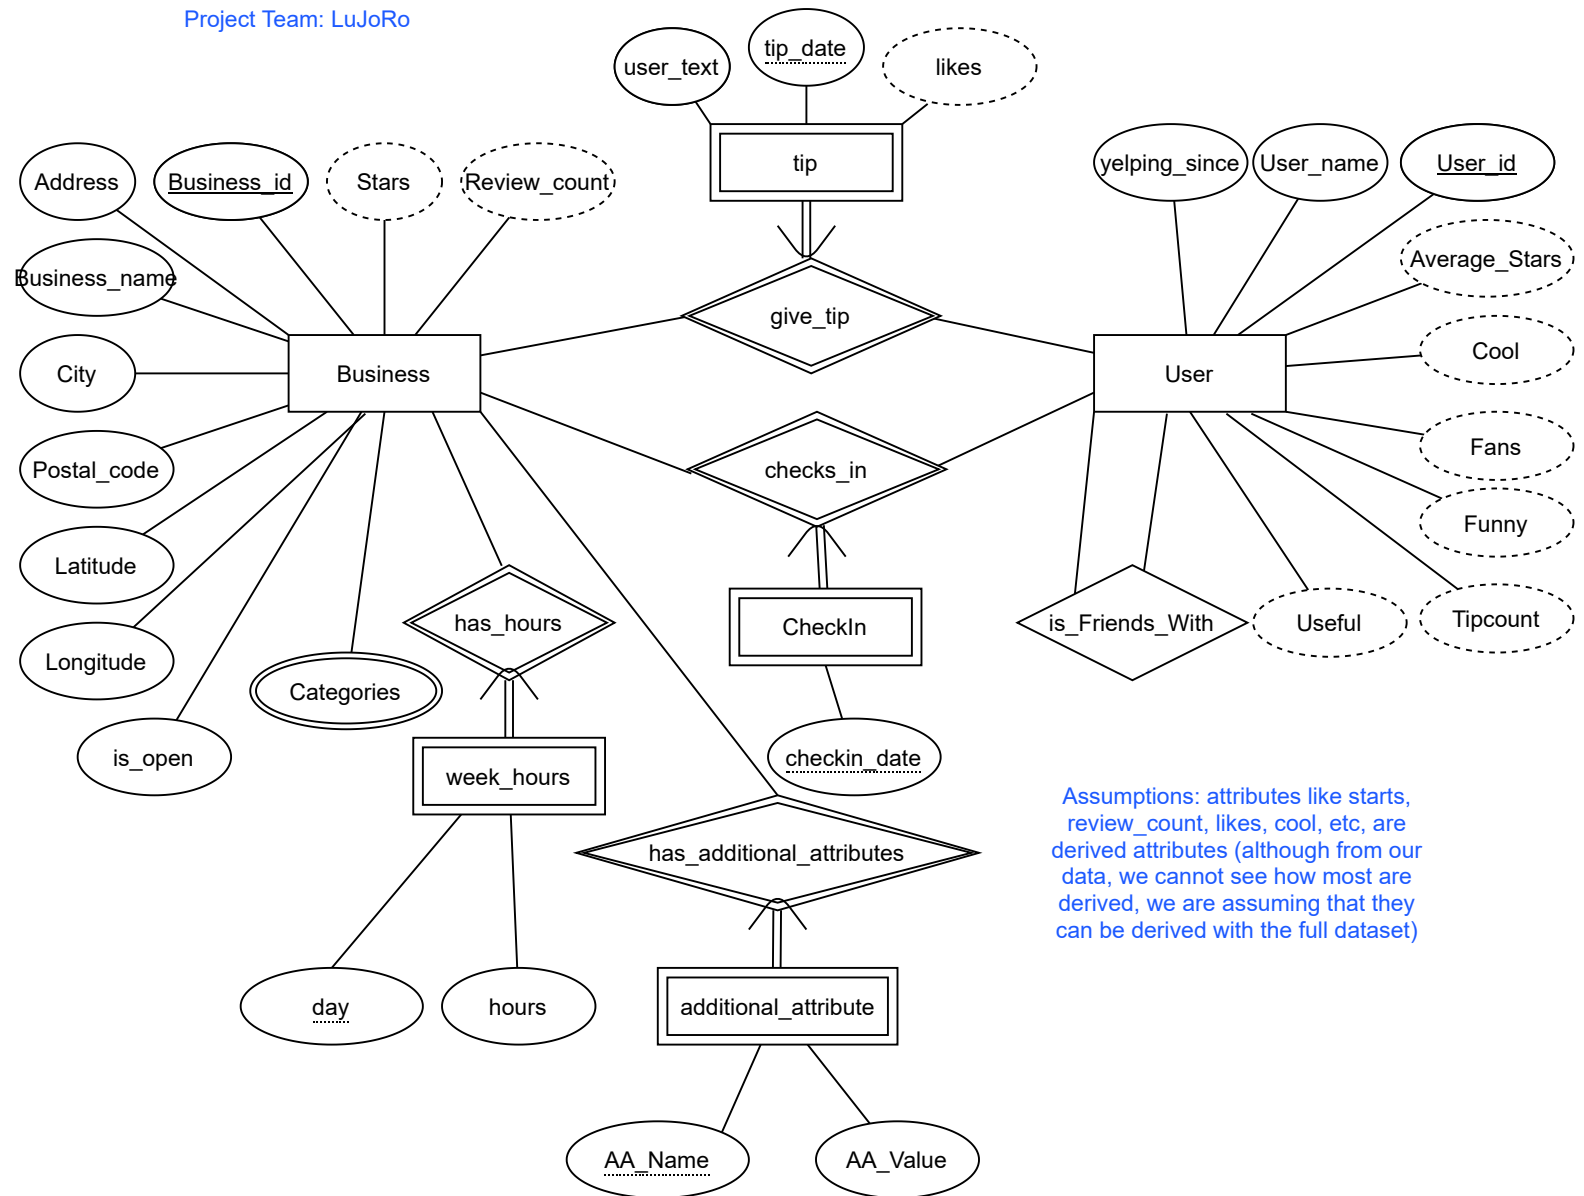 Project Team: LuJoRo
user_text
tip_date
likes
tip
Address
Business_id
Stars
Review_count
yelping_since
User_name
User_id
Business_name
Average_Stars
give_tip
City
Business
User
Cool
Postal_code
checks_in
Fans
Funny
Latitude
has_hours
CheckIn
is_Friends_With
Useful
Tipcount
Longitude
Categories
is_open
week_hours
checkin_date
Assumptions: attributes like starts,
review_count, likes, cool, etc, are
derived attributes (although from our
data, we cannot see how most are
derived, we are assuming that they
can be derived with the full dataset)
has_additional_attributes
day
hours
additional_attribute
AA_Name
AA_Value